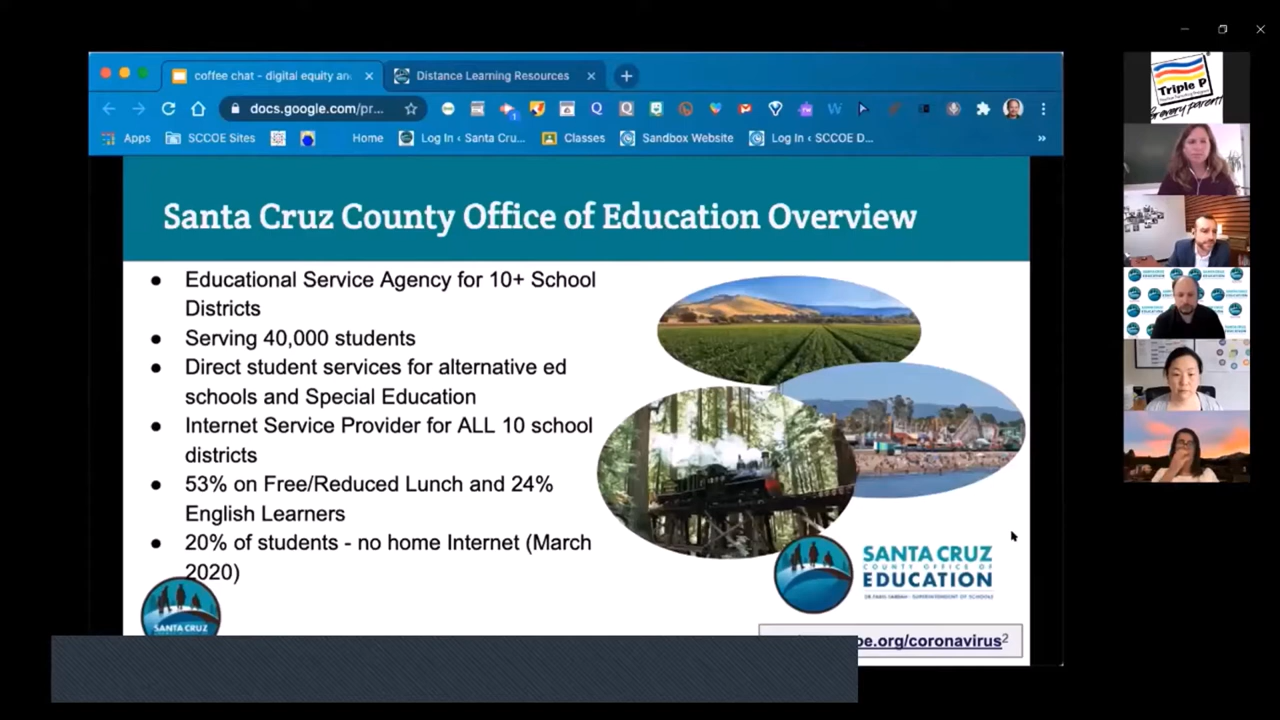 coffee chat - digital equity an
Distance Learning Resources
docs.google.com/pr...
Apps
SCCOE Sites
Home
Log In ‹ Santa Cru...
Classes
Sandbox Website
Log In ‹ SCCOE D...
Santa Cruz County Office of Education Overview
Educational Service Agency for 10+ School
Districts
Serving 40,000 students
Direct student services for alternative ed
schools and Special Education
Internet Service Provider for ALL 10 school
districts
53% on Free/Reduced Lunch and 24%
English Learners
20% of students - no home Internet (March
2020)
SANTA CRUZ
SANTA CRUZ
COUNTY OFFICE OF
EDUCATION
oe.org/coronavirus2
Triple P